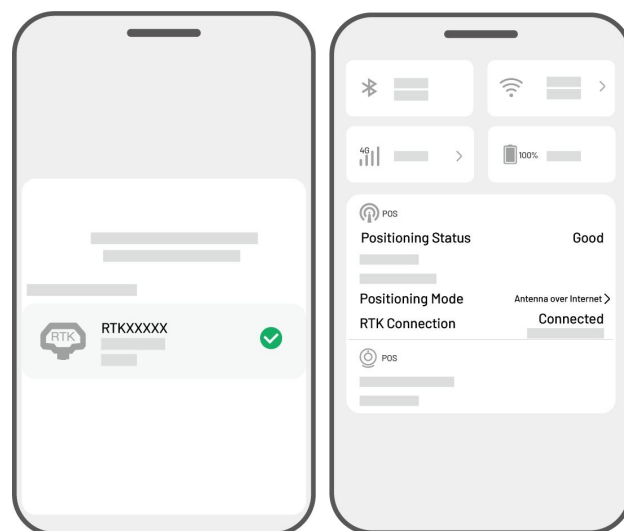 RTK
RTKXXXXX
4G
100%
POS
Positioning Status Good
Positioning Mode Antenna over Internet >
RTK Connection Connected
POS